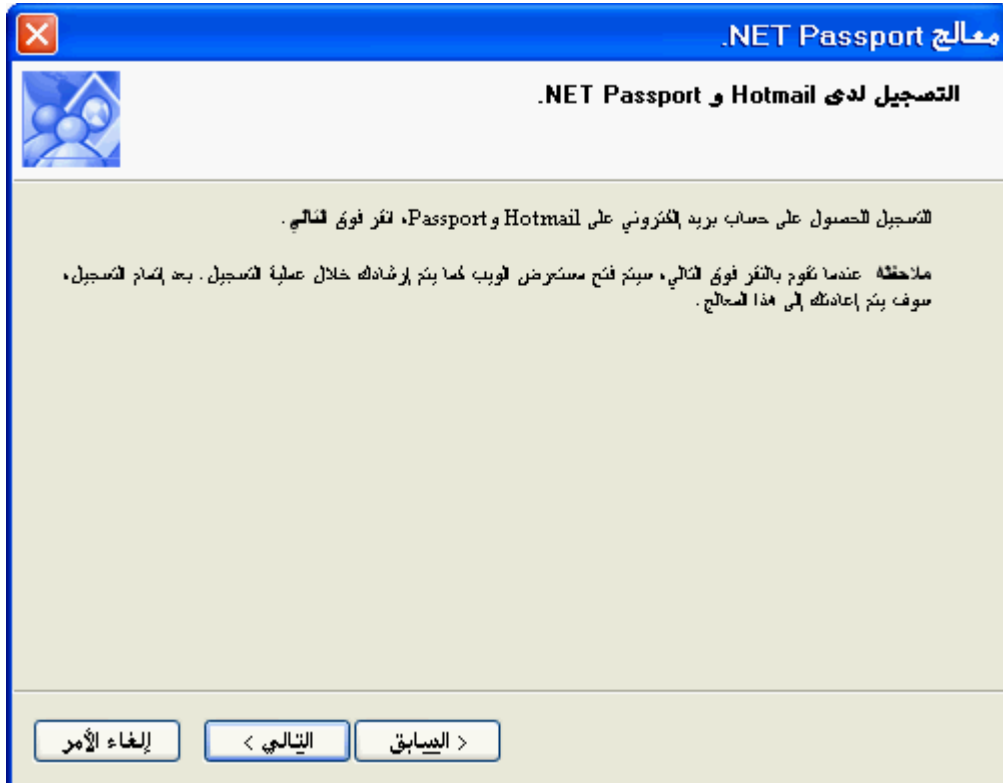 معالج NET Passport.
التسجيل لدى Hotmail و NET Passport.
للتسجيل للحصول على حساب بريد إلكتروني على Hotmail و Passport، انقر فوق التالي.
ملاحظة عندما تقوم بالنقر فوق التالي، سيتم فتح مستعرض الويب كما يتم إرشادك خلال عملية التسجيل. بعد إتمام التسجيل،
سوف يتم إعادتك إلى هذا المعالج.
< السابق
التالي >
إلغاء الأمر